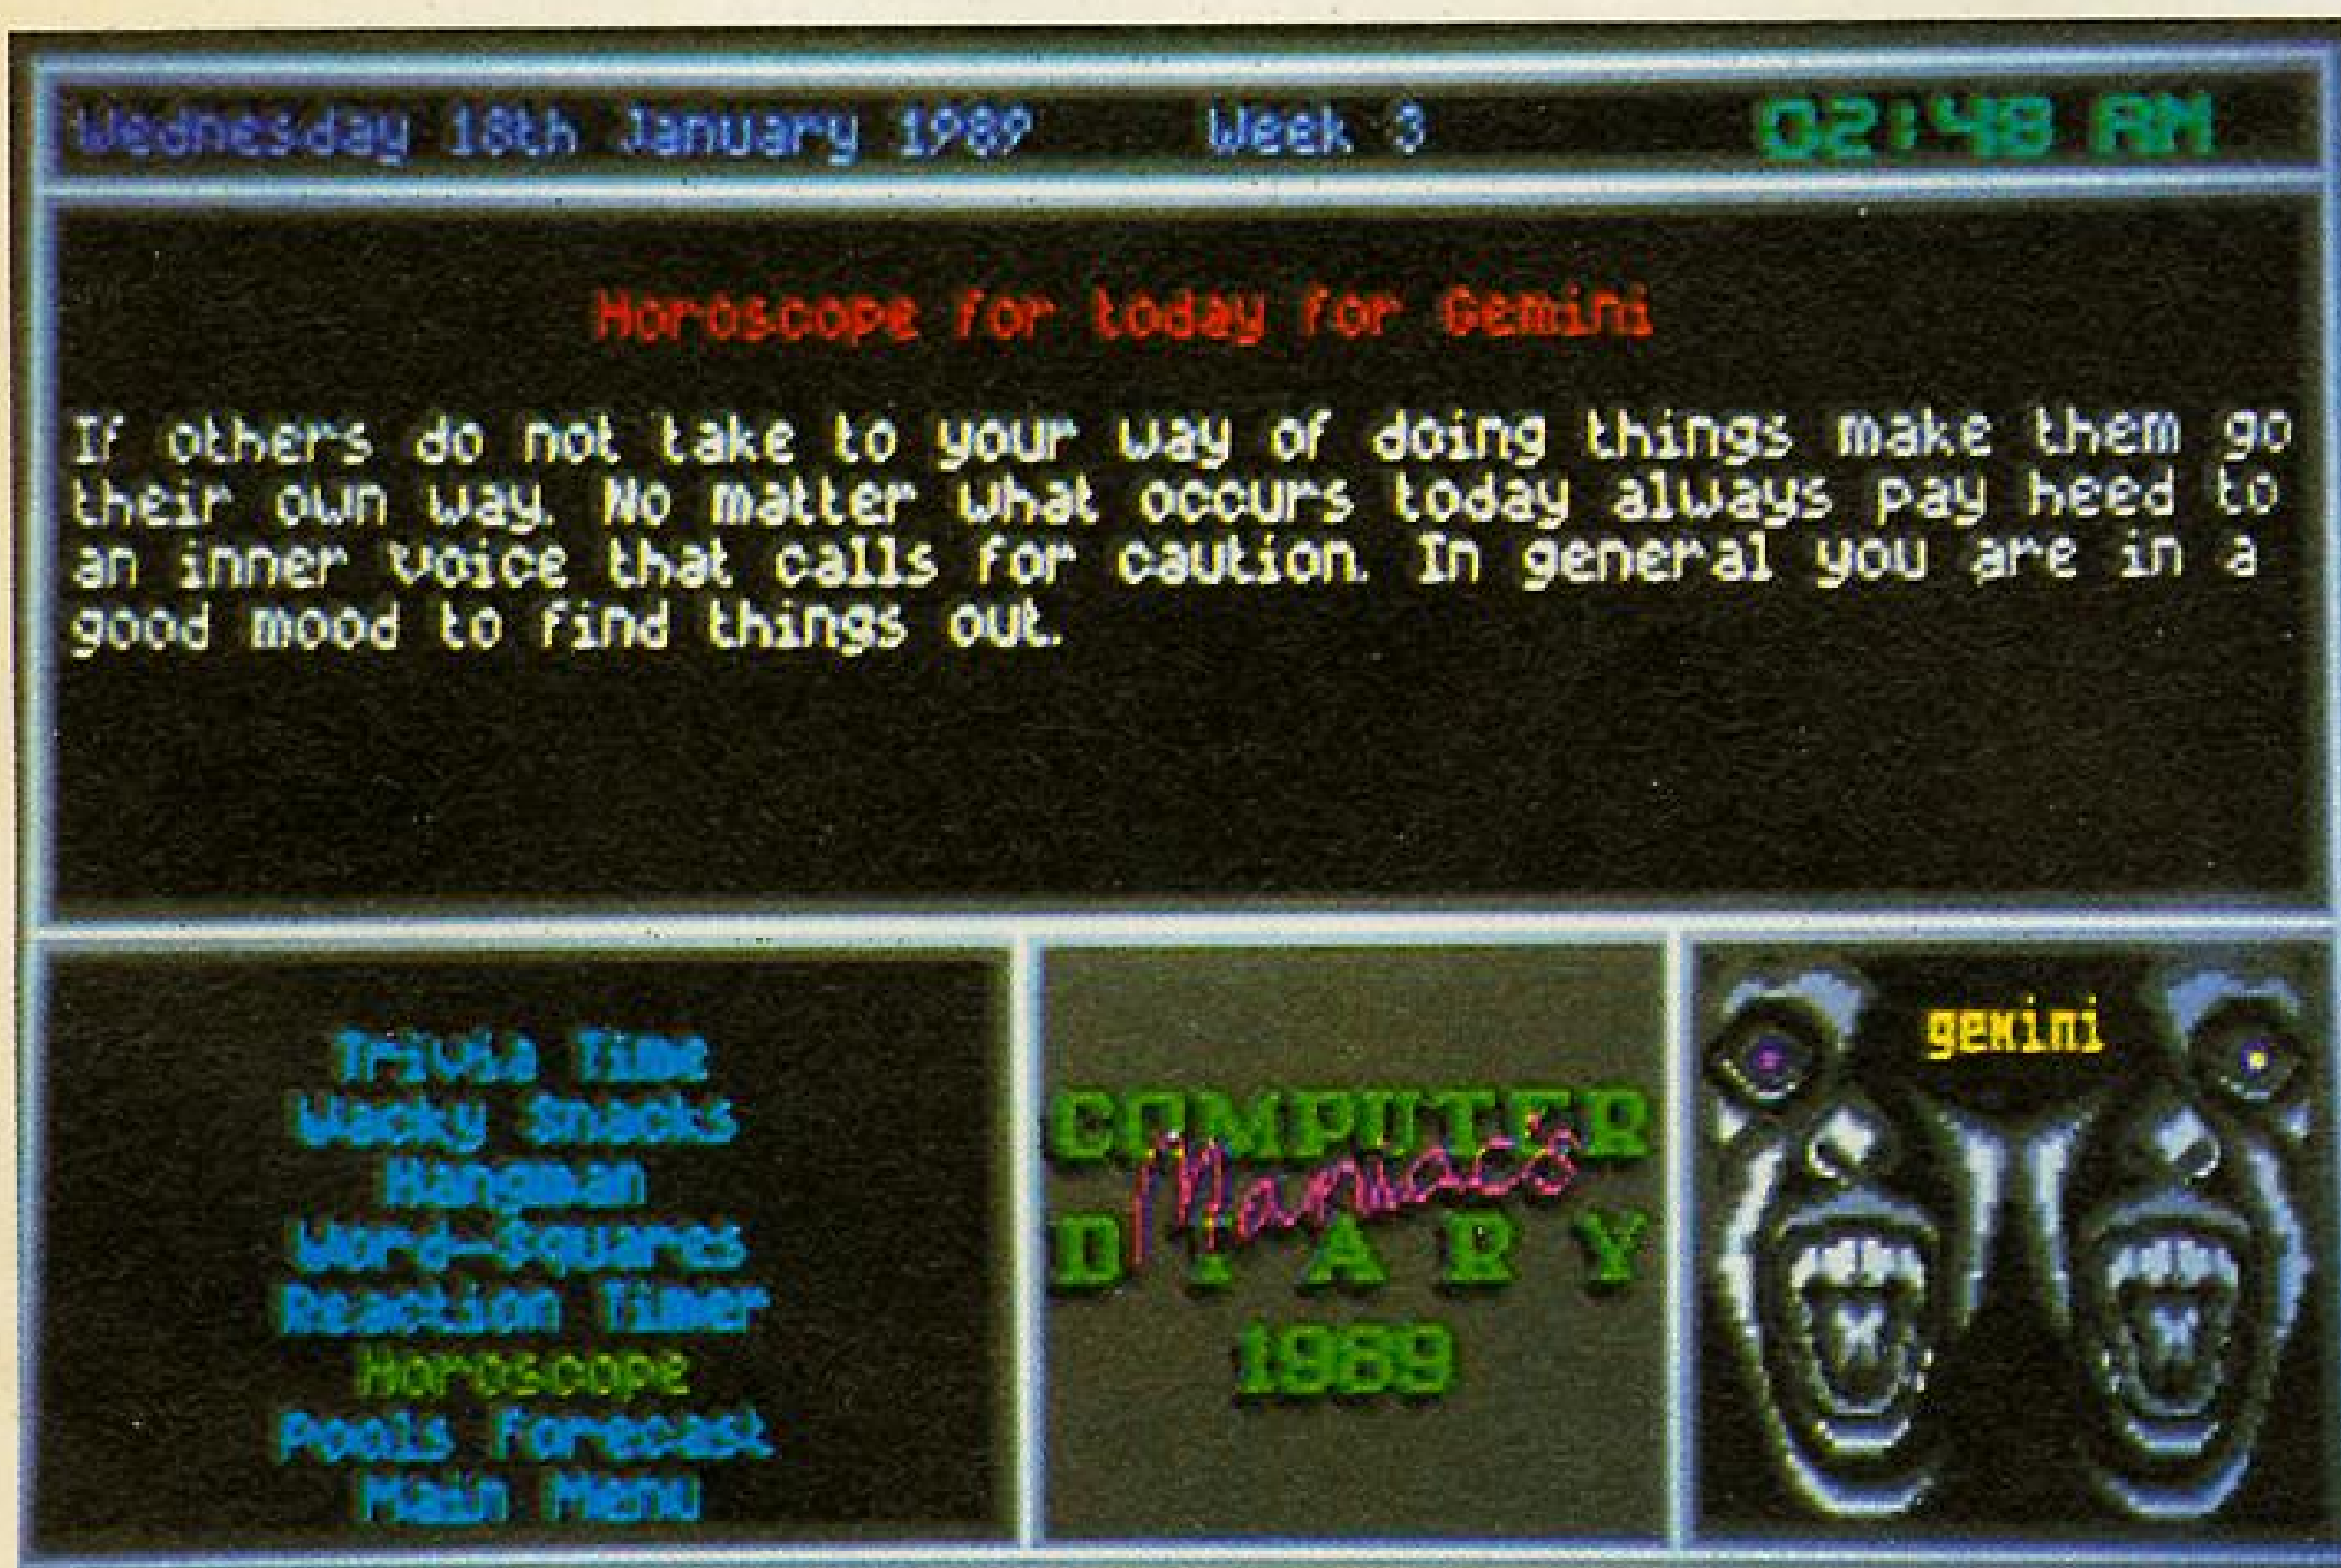 Wednesday 18th January 1989 Week 3 02:48 AM
Horoscope for today for Gemini
If others do not take to your way of doing things make them go
their own way. No matter what occurs today always pay heed to
an inner voice that calls for caution. In general you are in a
good mood to find things out.
Trivia Time
Wacky Snacks
Hangman
Word-Squares
Reaction Timer
Horoscope
Pools Forecast
Main Menu
COMPUTER
Maniacs
DIARY
1989
gemini